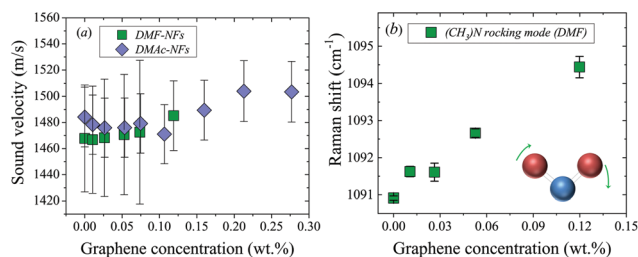 (a)
DMF-NFs
DMAc-NFs
Sound velocity (m/s)
1560
1540
1520
1500
1480
1460
1440
1420
0.00 0.05 0.10 0.15 0.20 0.25 0.30
Graphene concentration (wt.%)
(b)
(CH3)N rocking mode (DMF)
Raman shift (cm-1)
1095
1094
1093
1092
1091
0.00 0.03 0.06 0.09 0.12 0.15
Graphene concentration (wt.%)